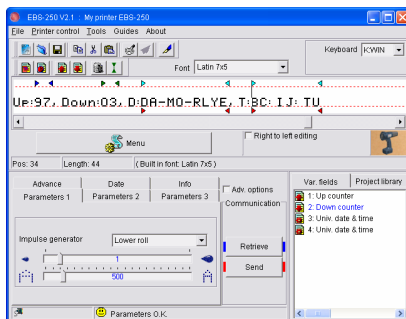 EBS-250 V2.1 : My printer EBS-250
File Printer control Tools Guides About
Keyboard K:WIN
Font Latin 7x5
Up:97, Down:03, D:DA-MO-RLYE, T:BC: IJ: TU
Menu
Right to left editing
Pos: 34 Length: 44 ( Built in font: Latin 7x5 )
Advance Date Info
Parameters 1 Parameters 2 Parameters 3
Adv. options
Communication
Impulse generator Lower roll
1
500
Retrieve
Send
Var. fields Project library
1: Up counter
2: Down counter
3: Univ. date & time
4: Univ. date & time
Parameters O.K.